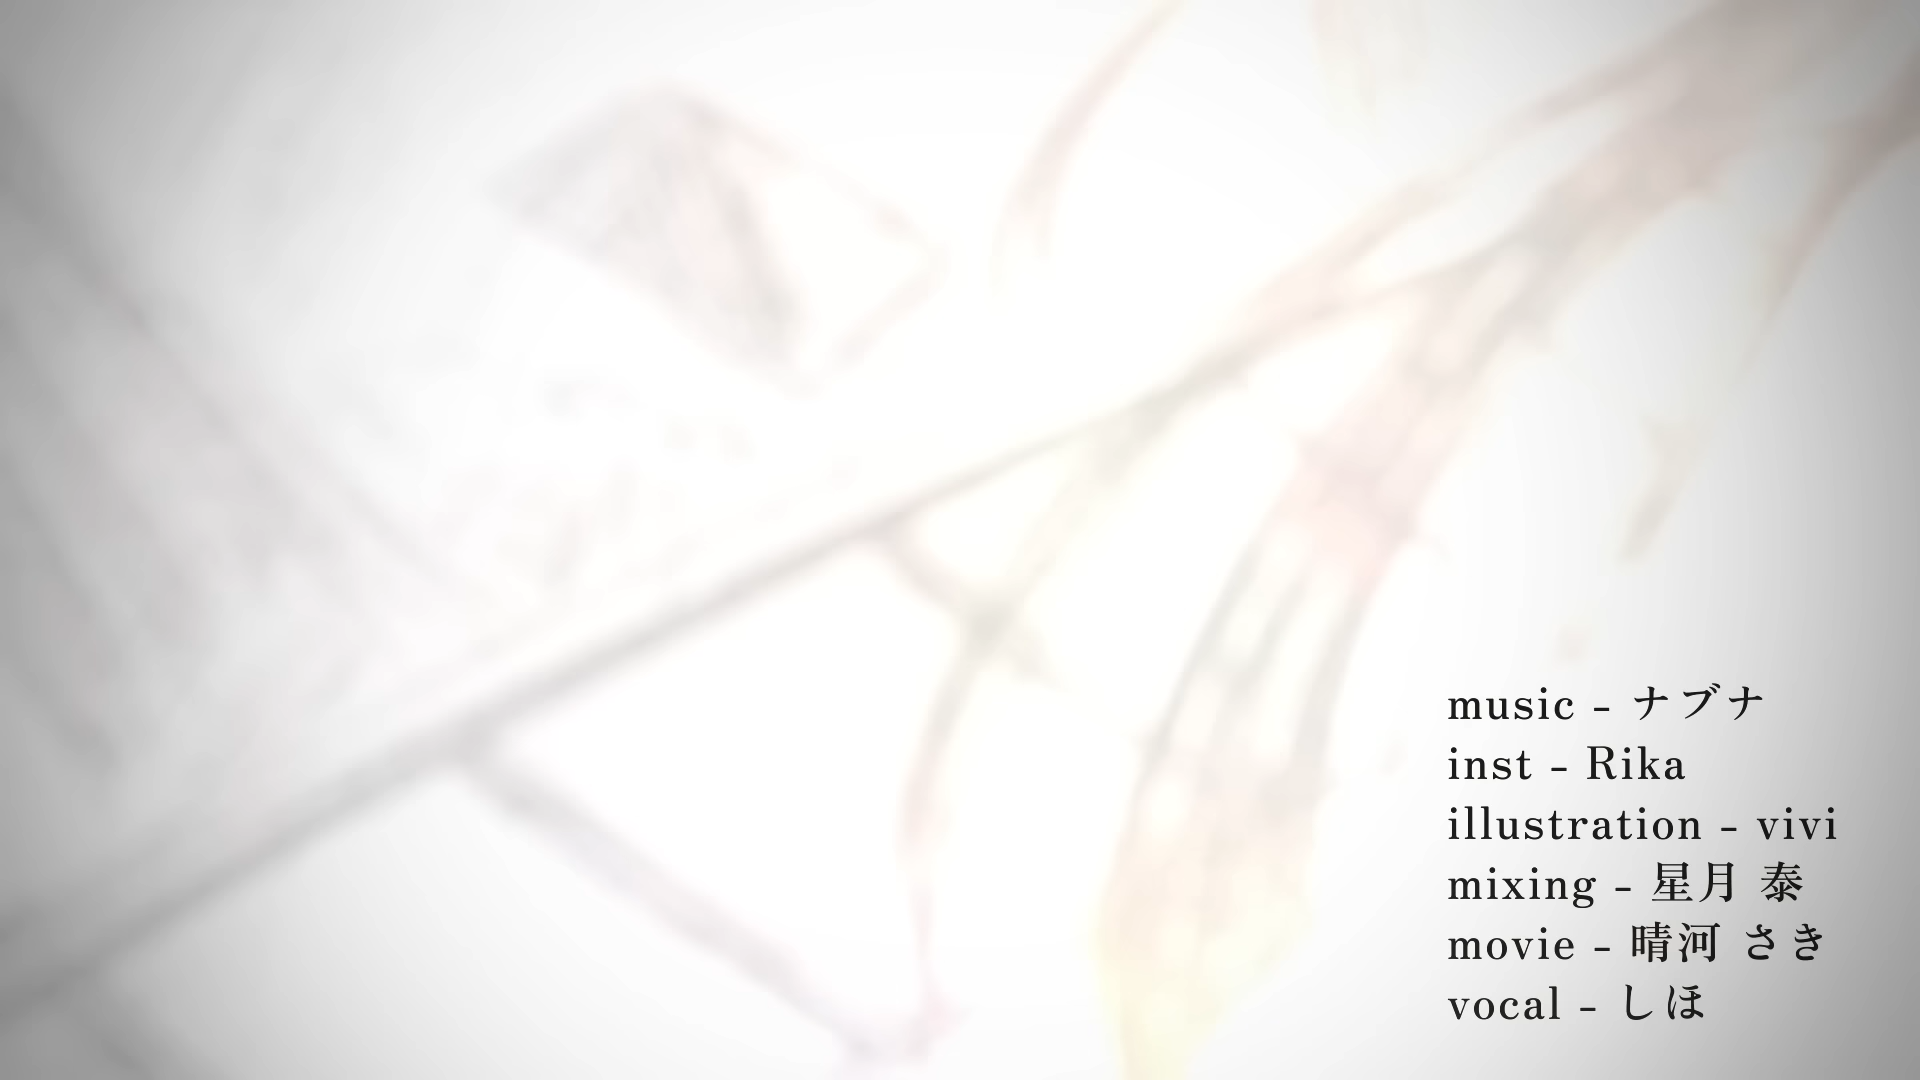 music – ナブナ
inst – Rika
illustration – vivi
mixing – 星月 泰
movie – 晴河 さき
vocal – しほ